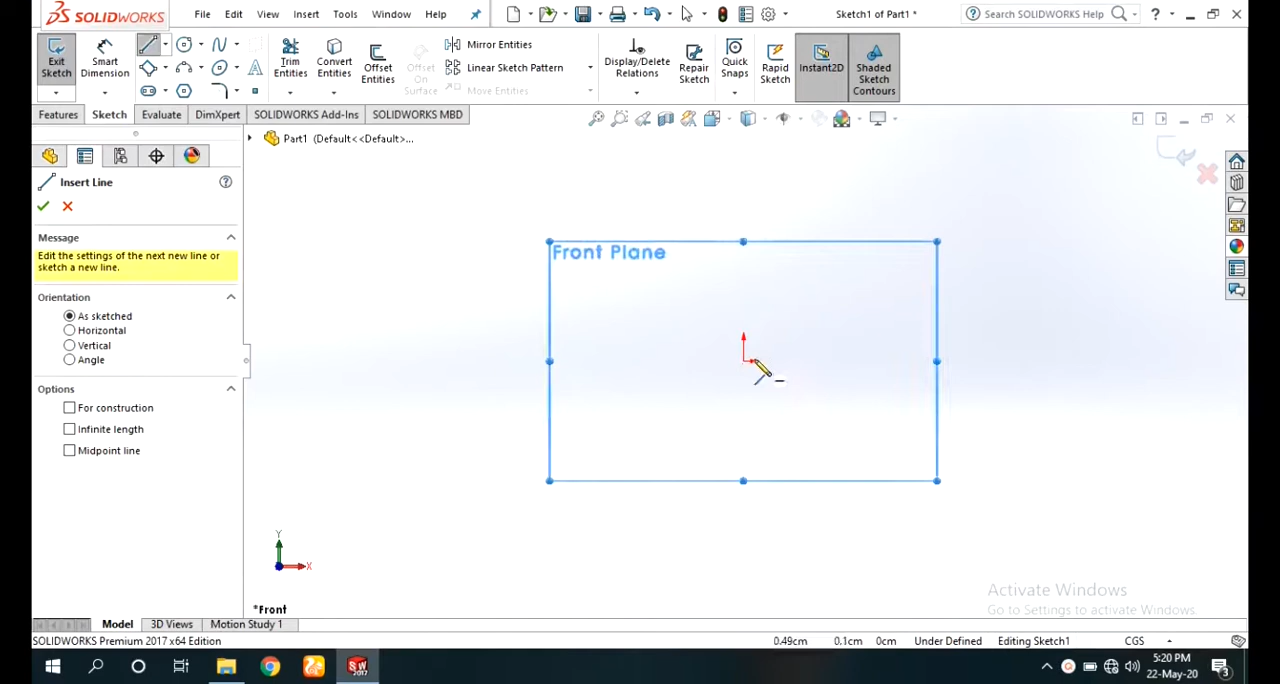 SOLIDWORKS File Edit View Insert Tools Window Help Sketch1 of Part1 * Search SOLIDWORKS Help ?
Exit Sketch
Smart Dimension
Trim Entities
Convert Entities
Offset Entities
Offset On Surface
Mirror Entities
Linear Sketch Pattern
Move Entities
Display/Delete Relations
Repair Sketch
Quick Snaps
Rapid Sketch
Instant2D
Shaded Sketch Contours
Features Sketch Evaluate DimXpert SOLIDWORKS Add-Ins SOLIDWORKS MBD
Part1 (Default<<Default>...
Insert Line ?
Message
Edit the settings of the next new line or
sketch a new line.
Orientation
As sketched
Horizontal
Vertical
Angle
Options
For construction
Infinite length
Midpoint line
Front Plane
Y
X
*Front
Activate Windows
Go to Settings to activate Windows.
Model 3D Views Motion Study 1
SOLIDWORKS Premium 2017 x64 Edition 0.49cm 0.1cm 0cm Under Defined Editing Sketch1 CGS
SW
2017
5:20 PM
22-May-20
3